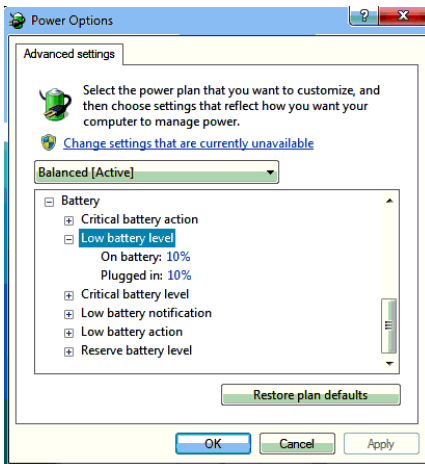 Power Options
Advanced settings
Select the power plan that you want to customize, and
then choose settings that reflect how you want your
computer to manage power.
Change settings that are currently unavailable
Balanced [Active]
Battery
Critical battery action
Low battery level
On battery: 10%
Plugged in: 10%
Critical battery level
Low battery notification
Low battery action
Reserve battery level
Restore plan defaults
OK Cancel Apply